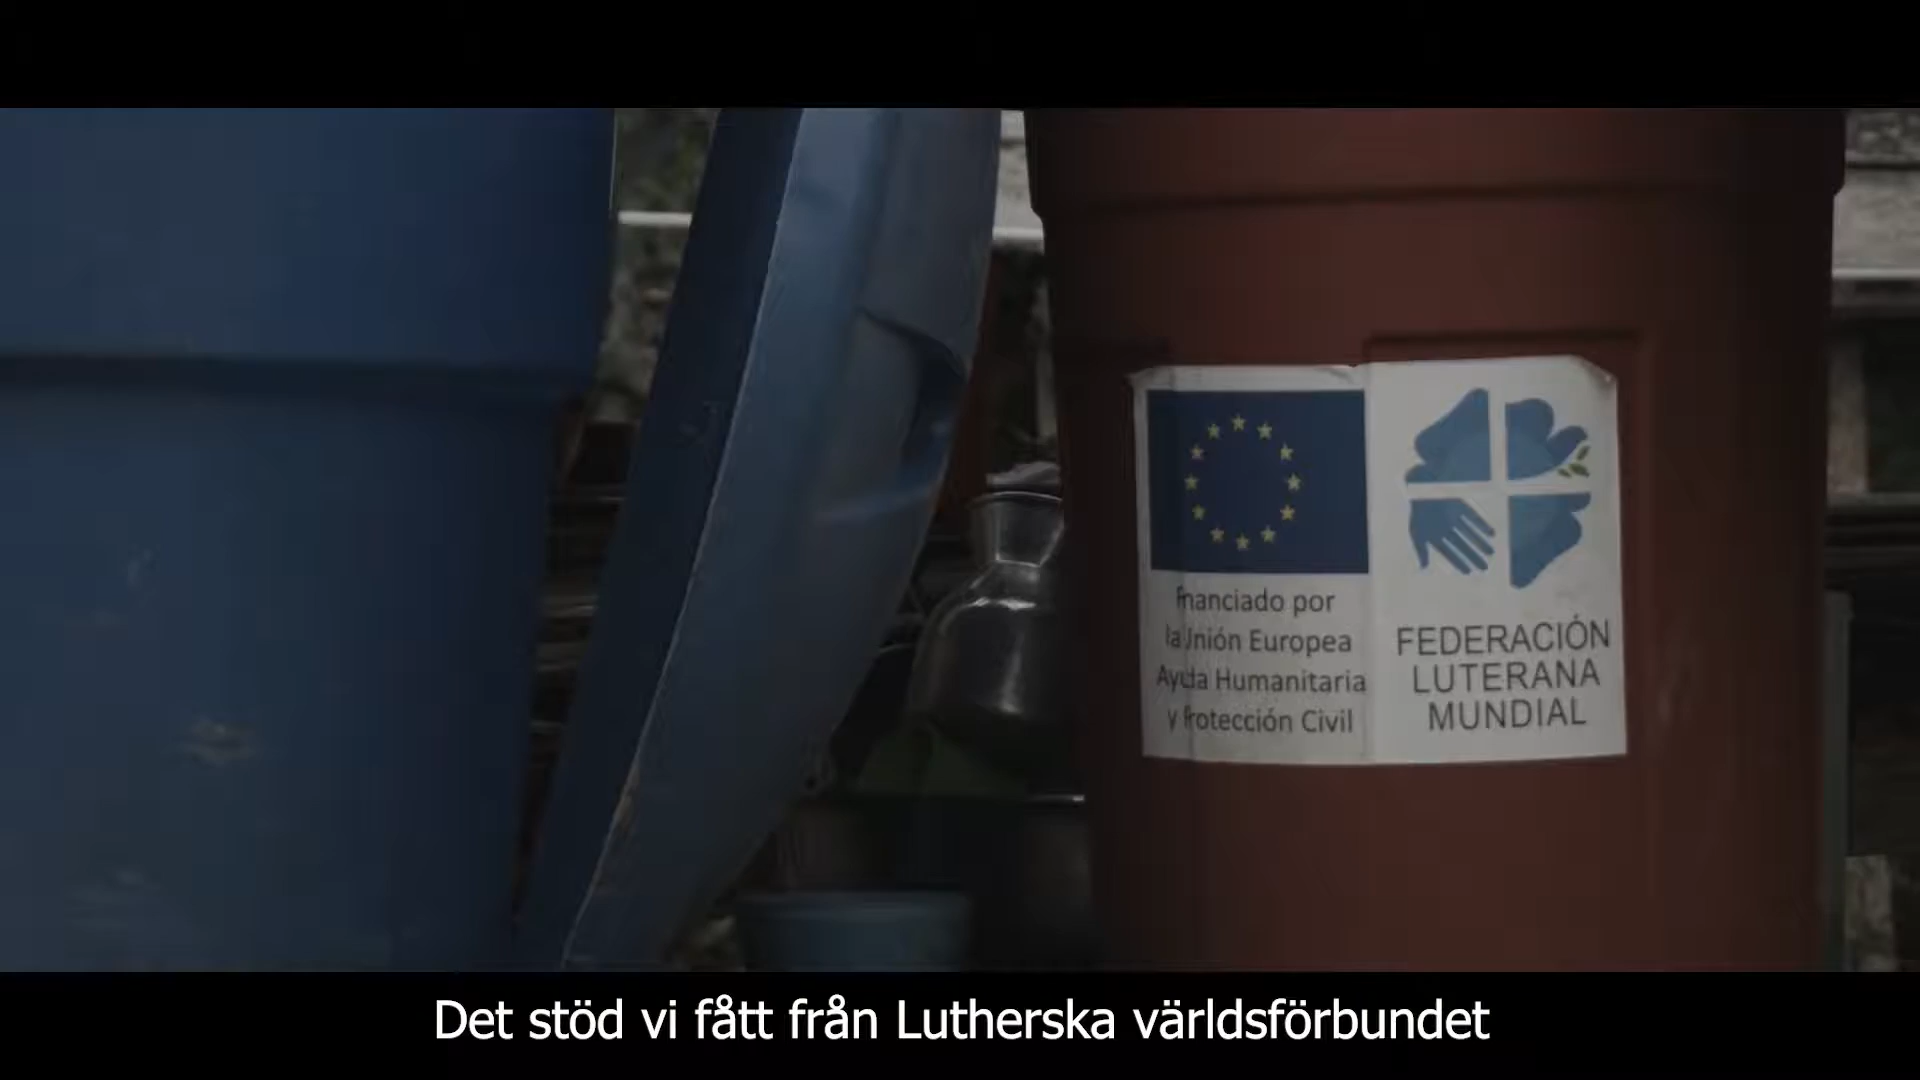 Financiado por
la Unión Europea
Ayuda Humanitaria
y Protección Civil
FEDERACIÓN
LUTERANA
MUNDIAL
Det stöd vi fått från Lutherska världsförbundet